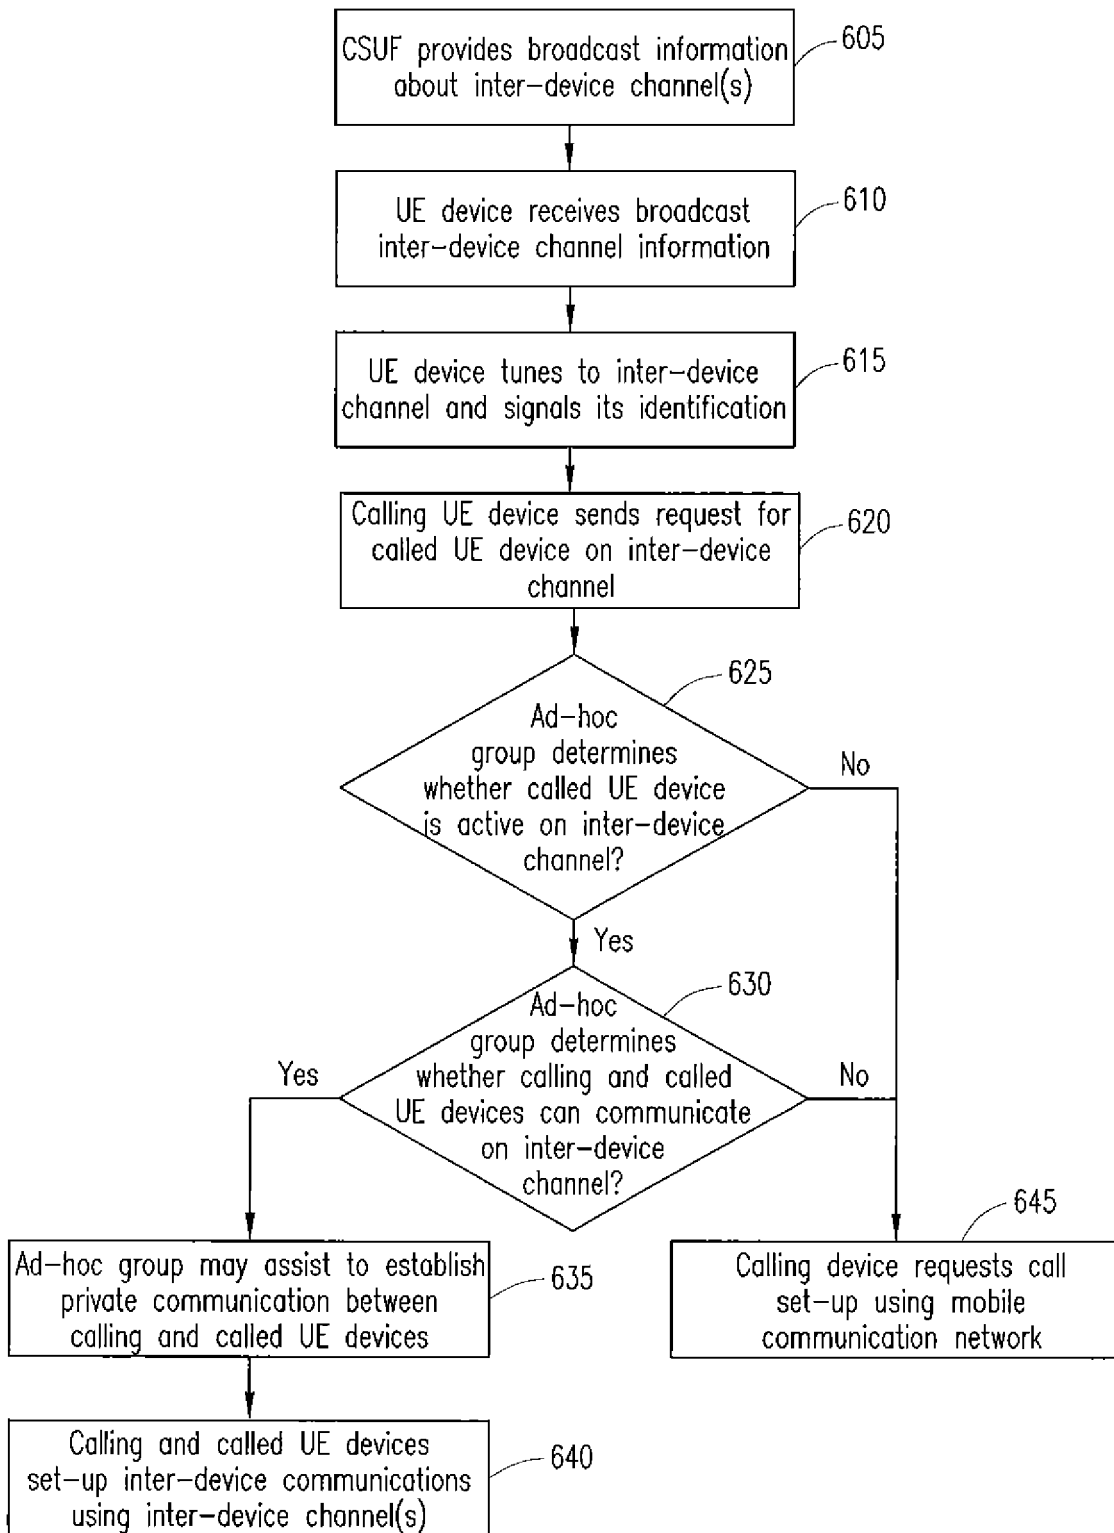 CSUF provides broadcast information
about inter-device channel(s)
605
UE device receives broadcast
inter-device channel information
610
UE device tunes to inter-device
channel and signals its identification
615
Calling UE device sends request for
called UE device on inter-device
channel
620
625
Ad-hoc
group determines
whether called UE device
is active on inter-device
channel?
No
Yes
630
Ad-hoc
group determines
whether calling and called
UE devices can communicate
on inter-device
channel?
Yes
No
Ad-hoc group may assist to establish
private communication between
calling and called UE devices
635
645
Calling device requests call
set-up using mobile
communication network
Calling and called UE devices
set-up inter-device communications
using inter-device channel(s)
640